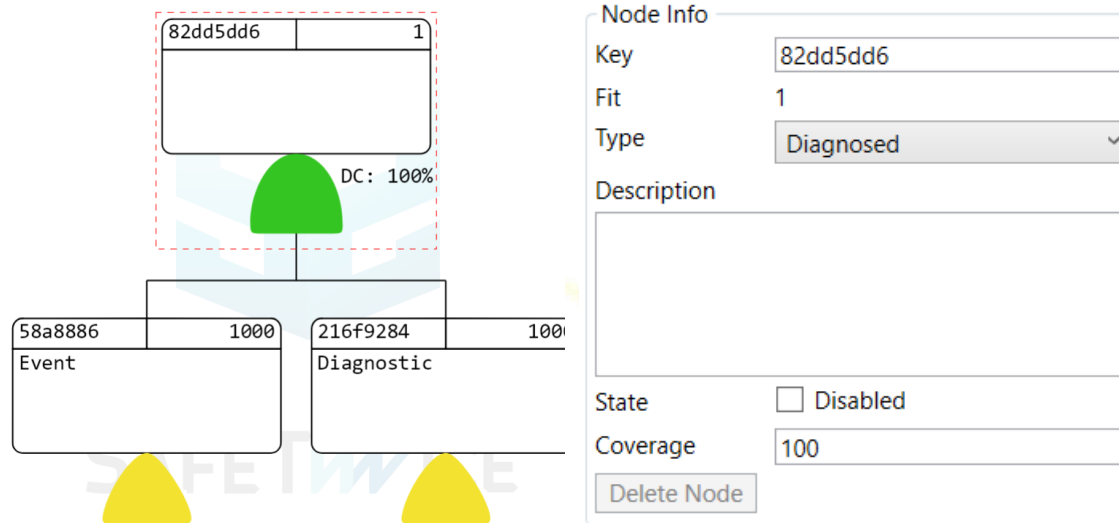 82dd5dd6 1
DC: 100%
58a8886 1000
Event
216f9284 1000
Diagnostic
Node Info
Key 82dd5dd6
Fit 1
Type Diagnosed
Description
State Disabled
Coverage 100
Delete Node